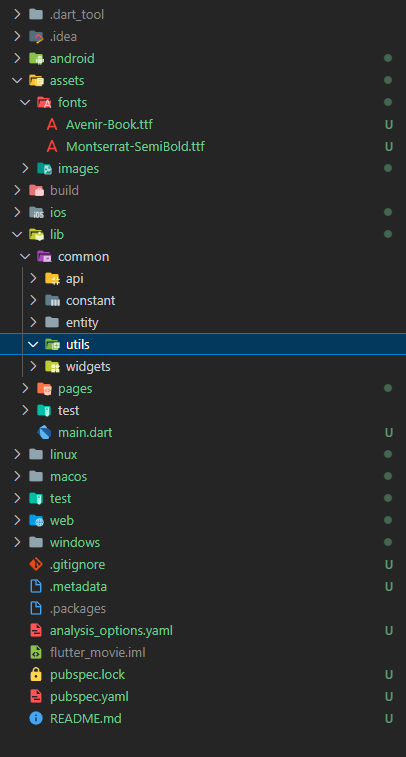 .dart_tool
.idea
android
assets
fonts
Avenir-Book.ttf U
Montserrat-SemiBold.ttf U
images
build
ios
lib
common
api
constant
entity
utils
widgets
pages
test
main.dart U
linux
macos
test
web
windows
.gitignore U
.metadata U
.packages
analysis_options.yaml U
flutter_movie.iml
pubspec.lock U
pubspec.yaml U
README.md U